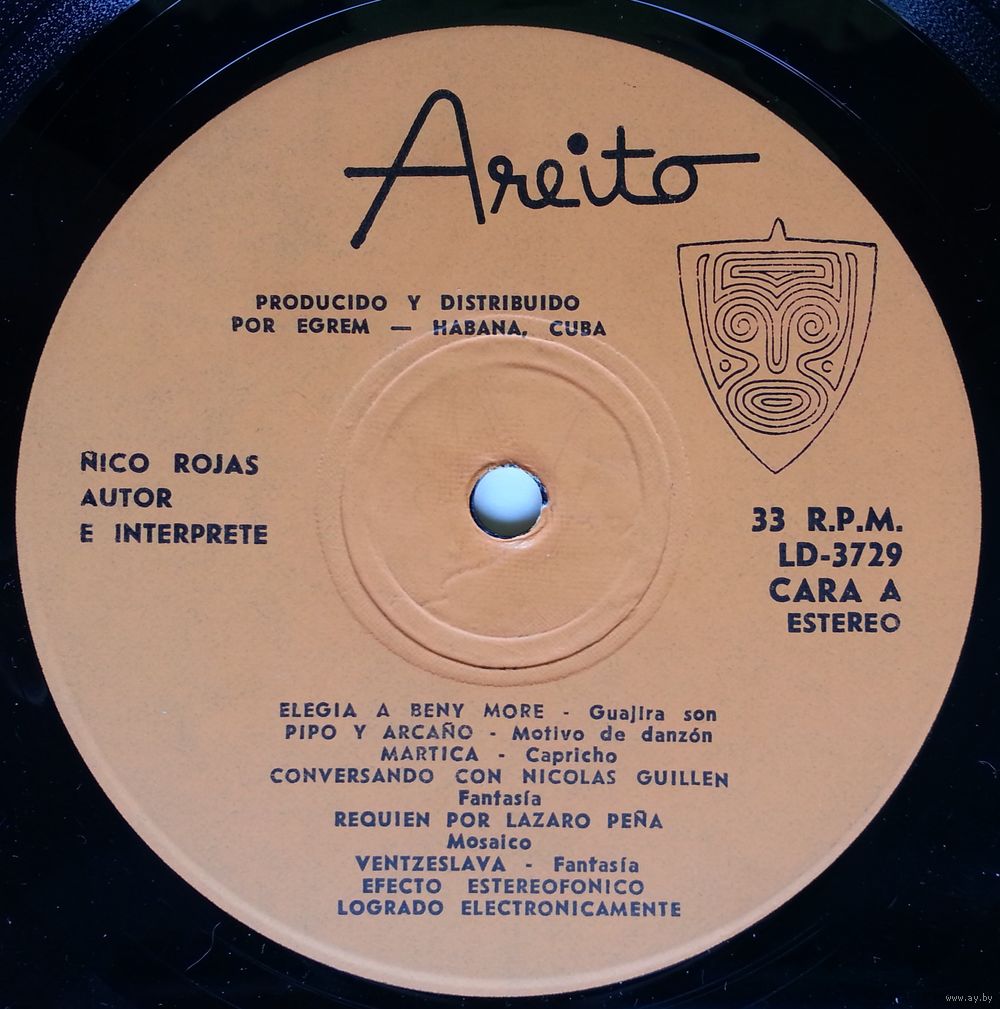 Areito
PRODUCIDO Y DISTRIBUIDO
POR EGREM — HABANA, CUBA
ÑICO ROJAS
AUTOR
E INTERPRETE
33 R.P.M.
LD-3729
CARA A
ESTEREO
ELEGIA A BENY MORE - Guajira son
PIPO Y ARCAÑO - Motivo de danzón
MARTICA - Capricho
CONVERSANDO CON NICOLAS GUILLEN
Fantasía
REQUIEN POR LAZARO PEÑA
Mosaico
VENTZESLAVA - Fantasía
EFECTO ESTEREOFONICO
LOGRADO ELECTRONICAMENTE
www.ay.by